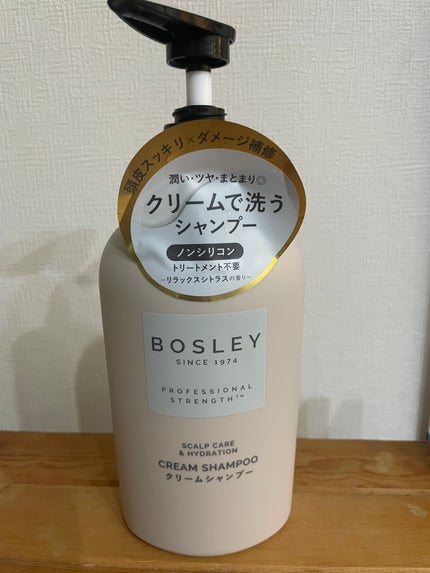 頭皮スッキリ×ダメージ補修
潤い・ツヤ・まとまり◎
クリームで洗う
シャンプー
ノンシリコン
トリートメント不要
−リラックスシトラスの香り−
BOSLEY
SINCE 1974
PROFESSIONAL
STRENGTH™
SCALP CARE
& HYDRATION
CREAM SHAMPOO
クリームシャンプー